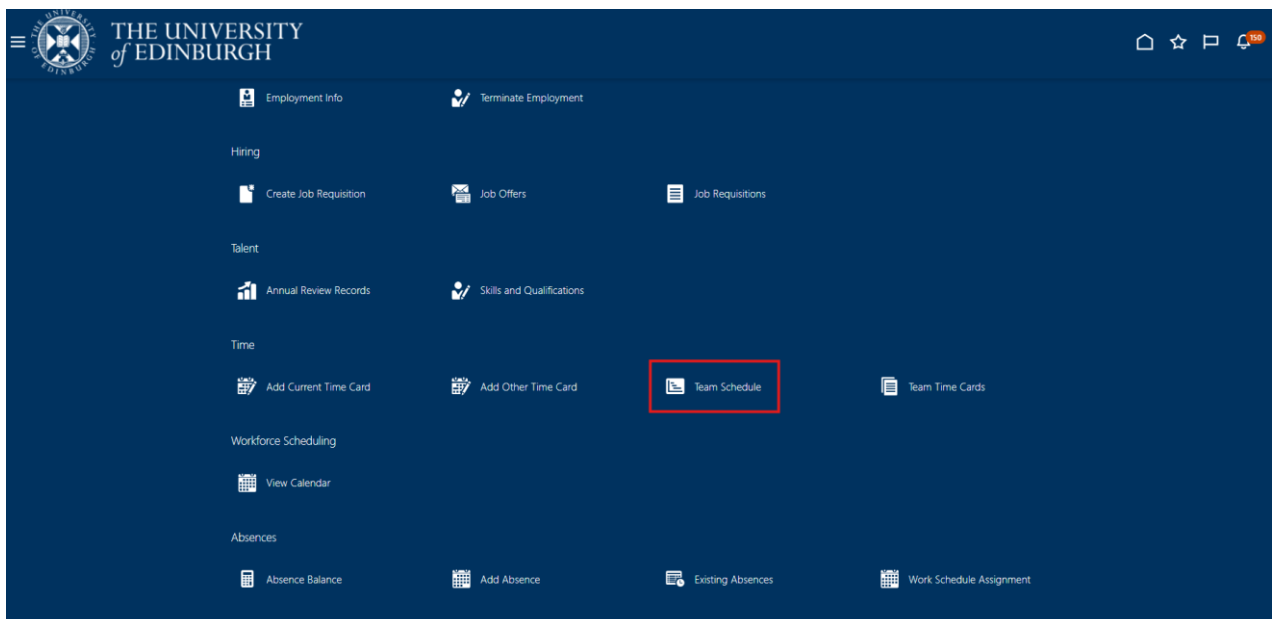 THE UNIVERSITY
of EDINBURGH
150
Employment Info
Terminate Employment
Hiring
Create Job Requisition
Job Offers
Job Requisitions
Talent
Annual Review Records
Skills and Qualifications
Time
Add Current Time Card
Add Other Time Card
Team Schedule
Team Time Cards
Workforce Scheduling
View Calendar
Absences
Absence Balance
Add Absence
Existing Absences
Work Schedule Assignment